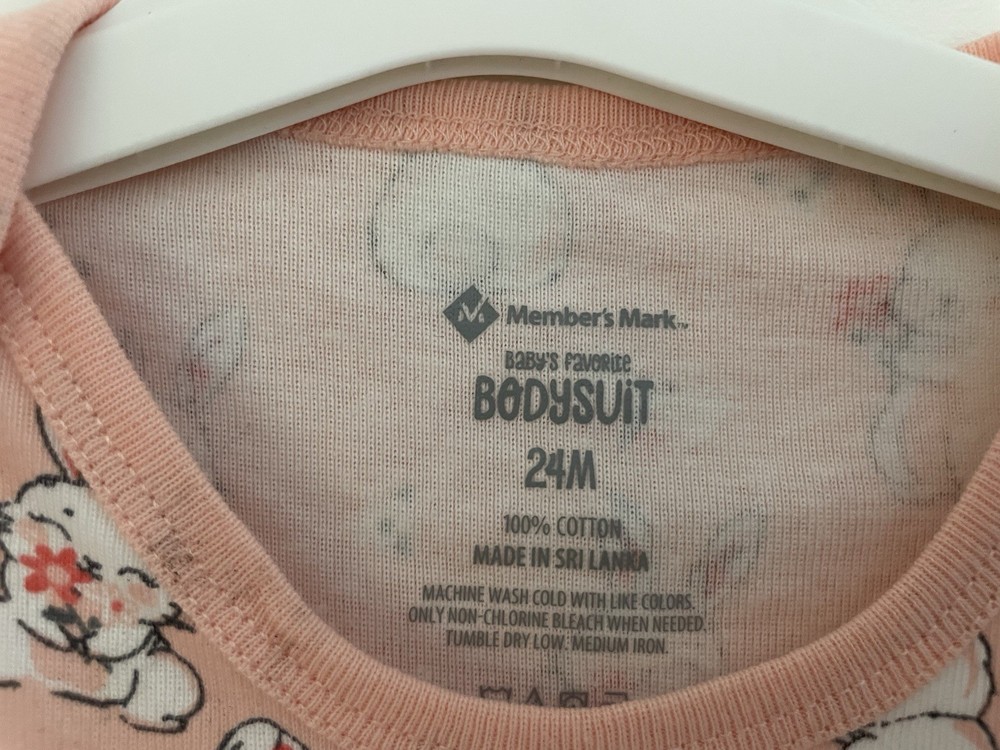 Member's Mark™
BABY'S FAVORITE
BODYSUIT
24M
100% COTTON
MADE IN SRI LANKA
MACHINE WASH COLD WITH LIKE COLORS.
ONLY NON-CHLORINE BLEACH WHEN NEEDED.
TUMBLE DRY LOW. MEDIUM IRON.